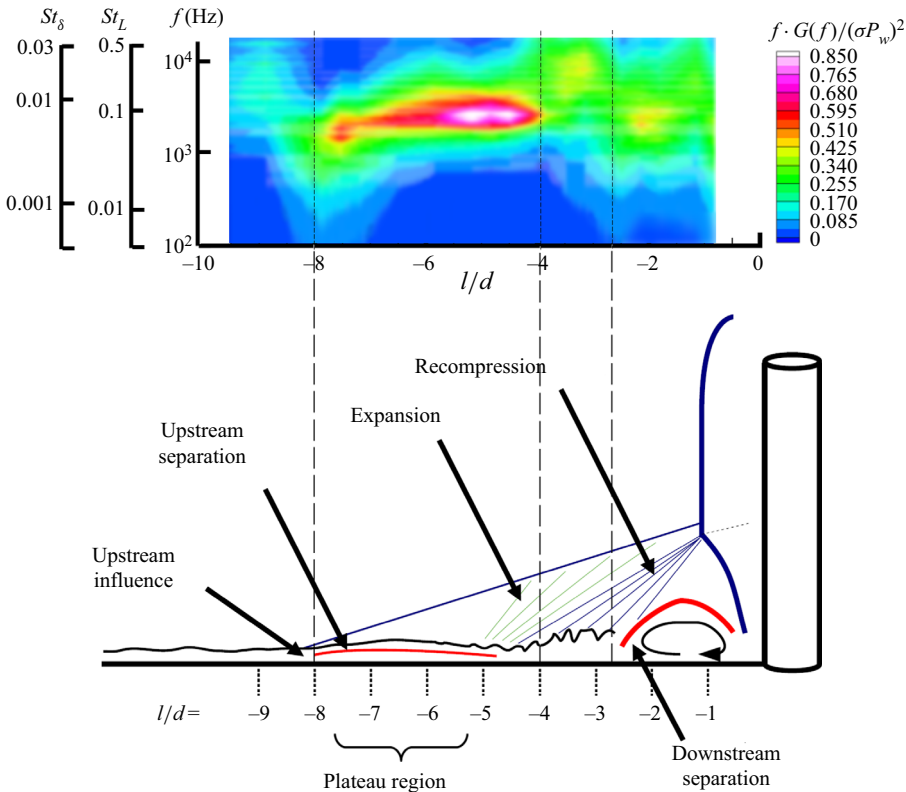 St_δ St_L f (Hz) f · G(f)/(σP_w)^2
0.03
0.01
0.001
0.5
0.1
0.01
10^4
10^3
10^2
0.850
0.765
0.680
0.595
0.510
0.425
0.340
0.255
0.170
0.085
0
–10 –8 –6 –4 –2 0
l/d
Recompression
Expansion
Upstream
separation
Upstream
influence
l/d = –9 –8 –7 –6 –5 –4 –3 –2 –1
Plateau region
Downstream
separation